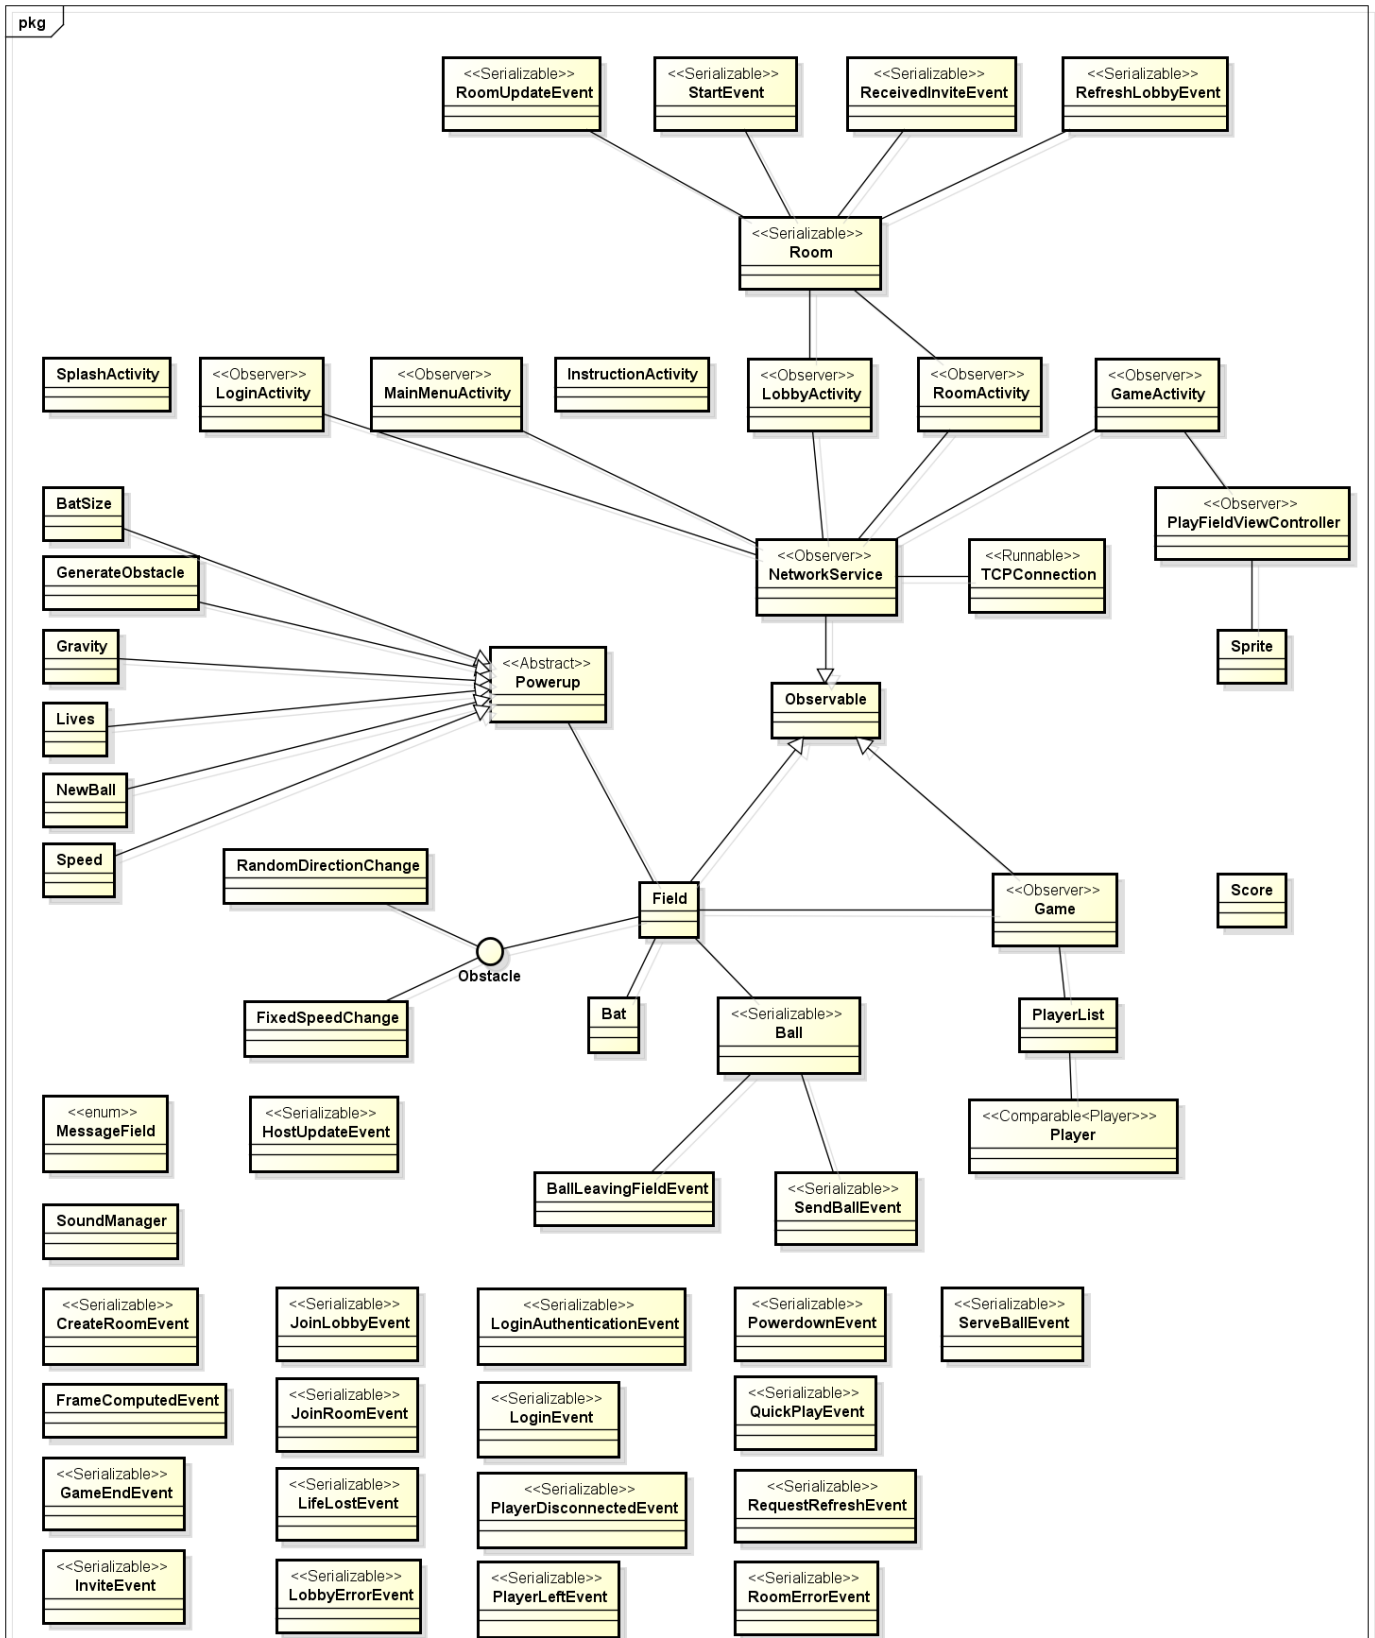 pkg
<<Serializable>>
RoomUpdateEvent
<<Serializable>>
StartEvent
<<Serializable>>
ReceivedInviteEvent
<<Serializable>>
RefreshLobbyEvent
<<Serializable>>
Room
SplashActivity
<<Observer>>
LoginActivity
<<Observer>>
MainMenuActivity
InstructionActivity
<<Observer>>
LobbyActivity
<<Observer>>
RoomActivity
<<Observer>>
GameActivity
BatSize
<<Observer>>
PlayFieldViewController
GenerateObstacle
<<Observer>>
NetworkService
<<Runnable>>
TCPConnection
Gravity
<<Abstract>>
Powerup
Sprite
Lives
Observable
NewBall
Speed
RandomDirectionChange
Field
<<Observer>>
Game
Score
Obstacle
FixedSpeedChange
Bat
<<Serializable>>
Ball
PlayerList
<<enum>>
MessageField
<<Serializable>>
HostUpdateEvent
<<Comparable<Player>>>
Player
BallLeavingFieldEvent
<<Serializable>>
SendBallEvent
SoundManager
<<Serializable>>
CreateRoomEvent
<<Serializable>>
JoinLobbyEvent
<<Serializable>>
LoginAuthenticationEvent
<<Serializable>>
PowerdownEvent
<<Serializable>>
ServeBallEvent
FrameComputedEvent
<<Serializable>>
JoinRoomEvent
<<Serializable>>
LoginEvent
<<Serializable>>
QuickPlayEvent
<<Serializable>>
GameEndEvent
<<Serializable>>
LifeLostEvent
<<Serializable>>
PlayerDisconnectedEvent
<<Serializable>>
RequestRefreshEvent
<<Serializable>>
InviteEvent
<<Serializable>>
LobbyErrorEvent
<<Serializable>>
PlayerLeftEvent
<<Serializable>>
RoomErrorEvent